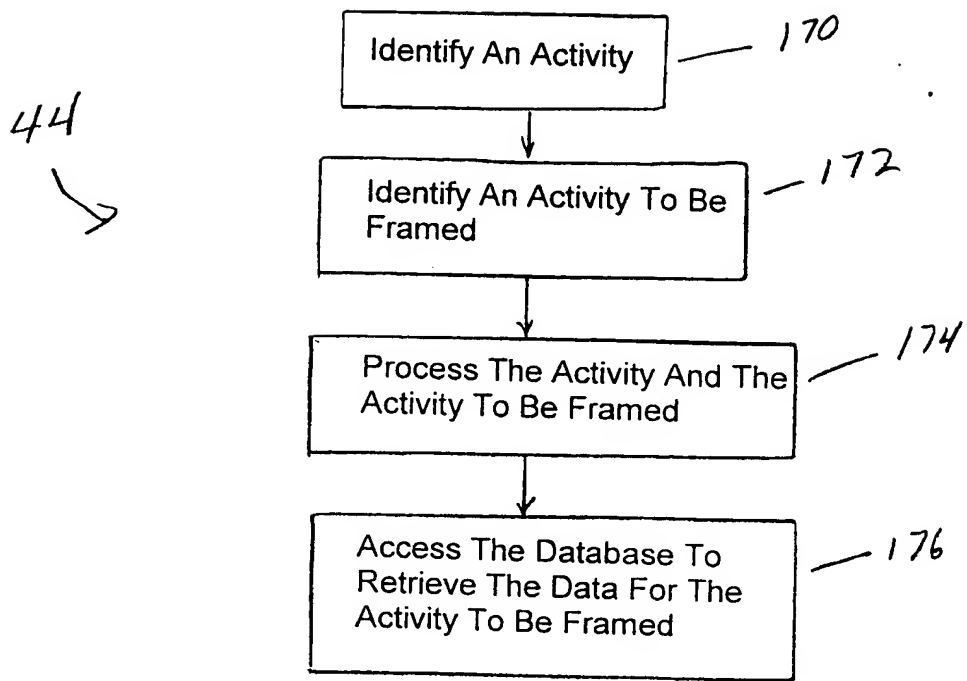 Identify An Activity
170
44
Identify An Activity To Be
Framed
172
Process The Activity And The
Activity To Be Framed
174
Access The Database To
Retrieve The Data For The
Activity To Be Framed
176